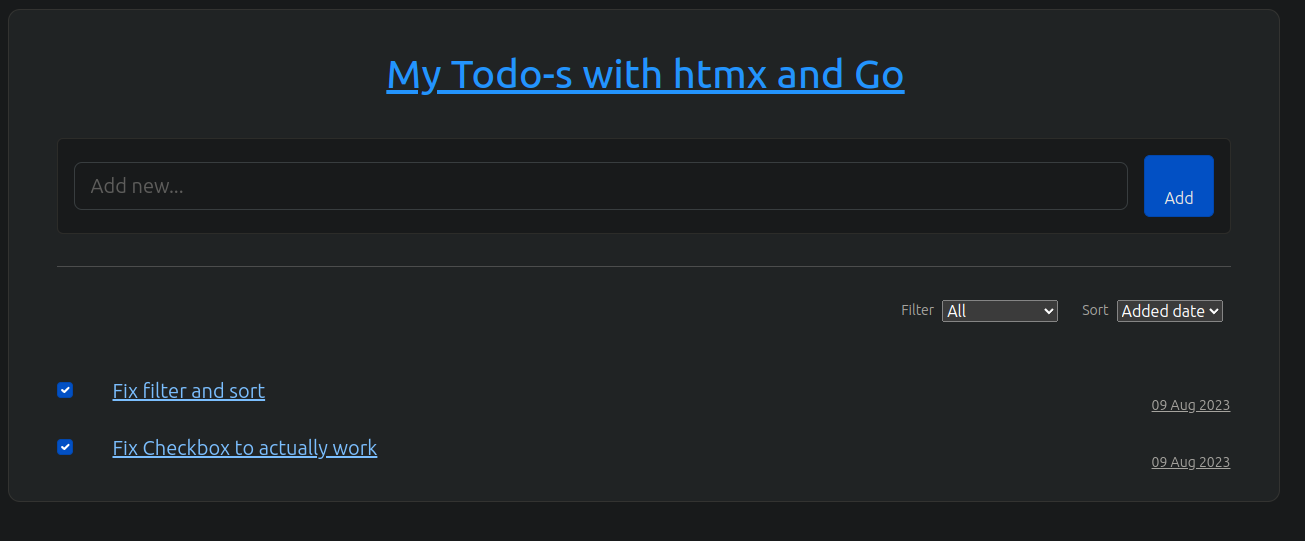 My Todo-s with htmx and Go
Add new...
Add
Filter All Sort Added date
Fix filter and sort
09 Aug 2023
Fix Checkbox to actually work
09 Aug 2023